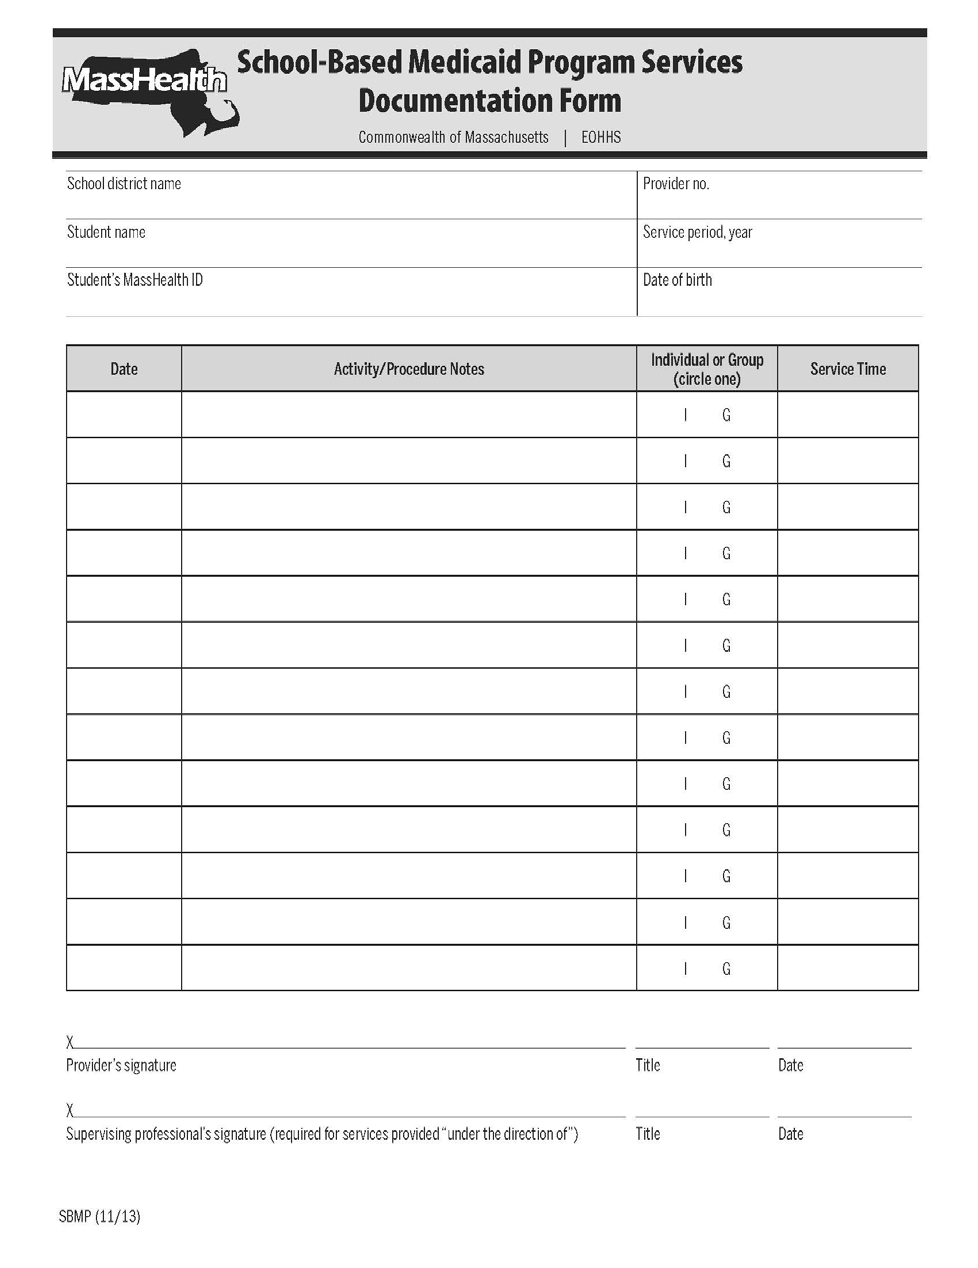 MassHealth
School-Based Medicaid Program Services
Documentation Form
Commonwealth of Massachusetts | EOHHS
School district name
Provider no.
Student name
Service period, year
Student's MassHealth ID
Date of birth
Date Activity/Procedure Notes Individual or Group (circle one) Service Time
I G
I G
I G
I G
I G
I G
I G
I G
I G
I G
I G
I G
I G
X
Provider's signature Title Date
X
Supervising professional's signature (required for services provided “under the direction of”) Title Date
SBMP (11/13)